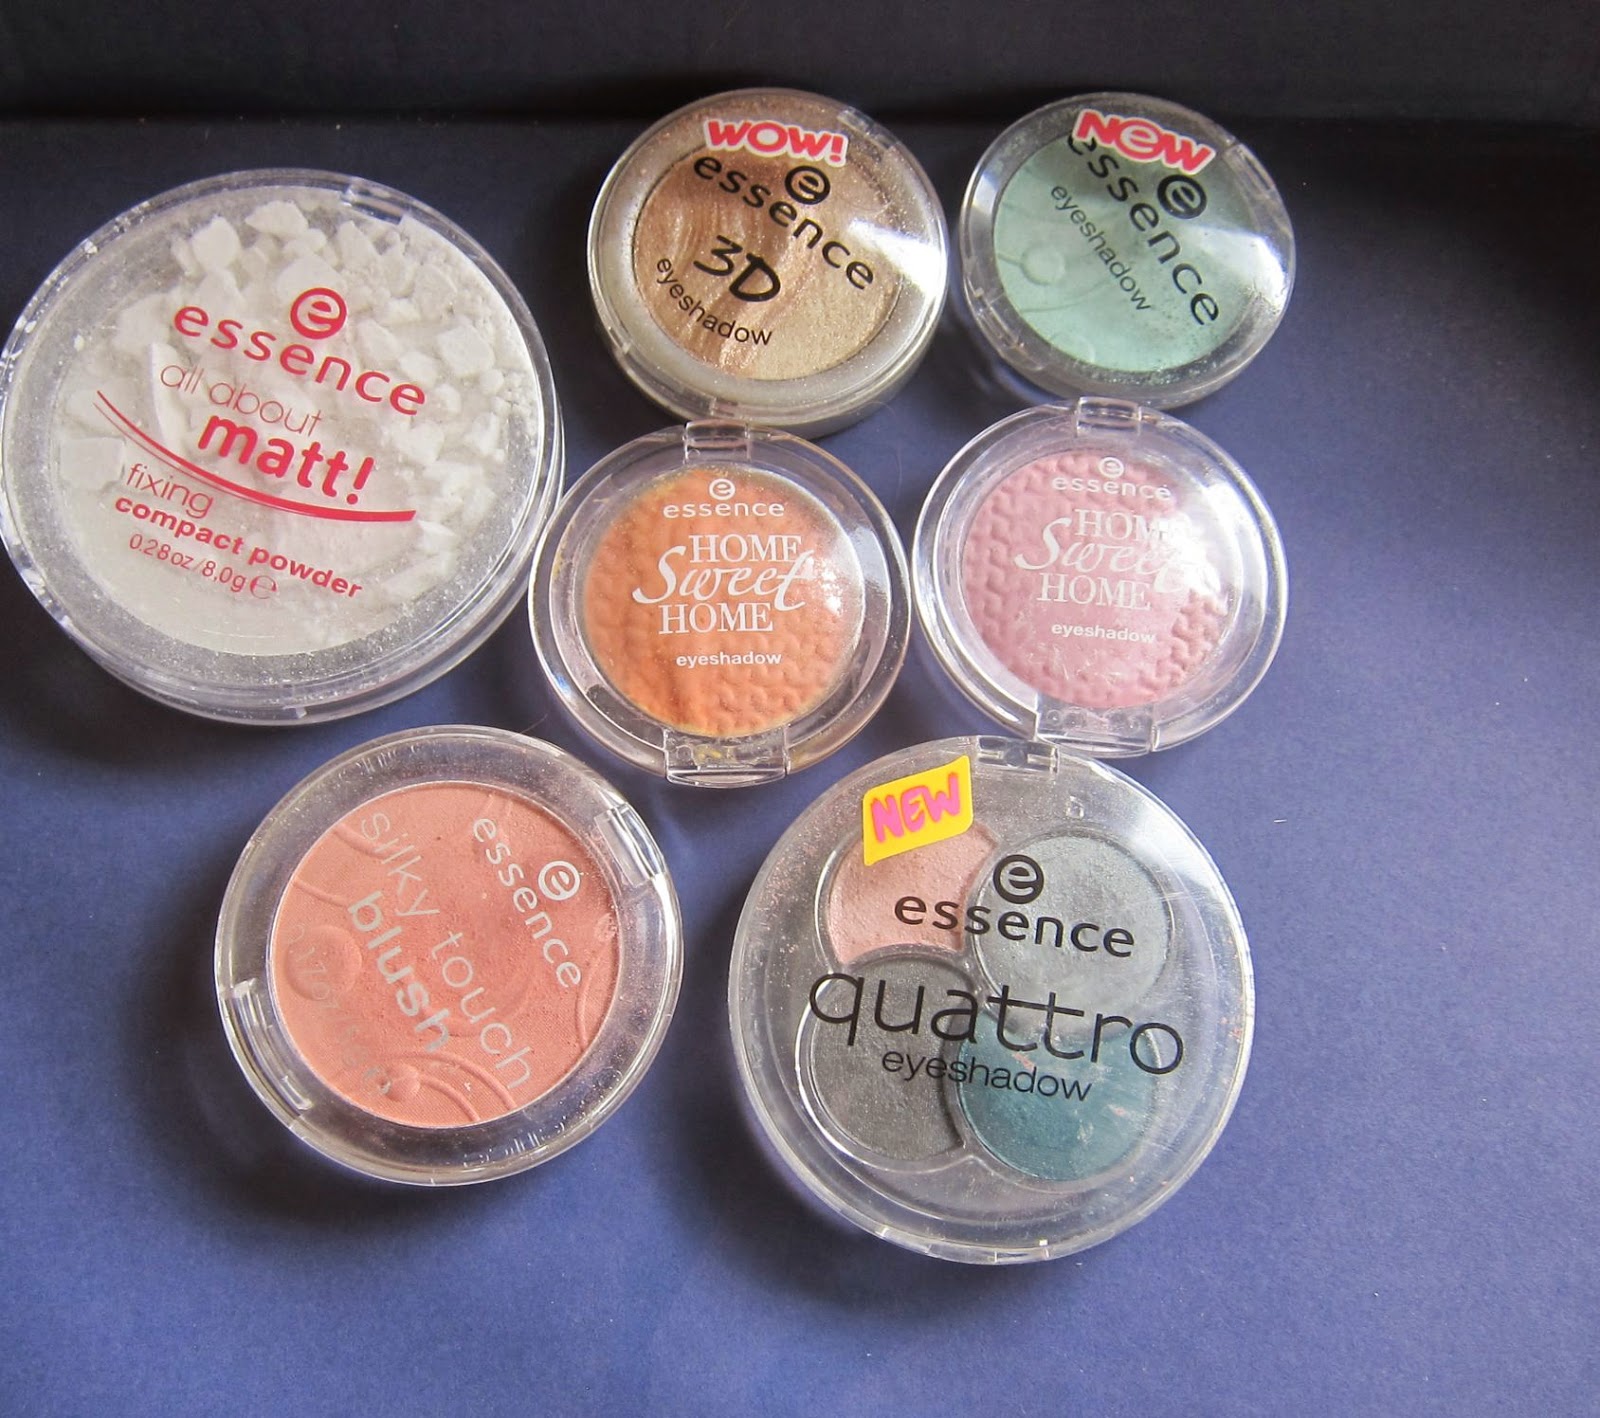 essence
all about
matt!
fixing
compact powder
0.28oz/8,0g e
WOW!
essence
3D
eyeshadow
NEW
essence
eyeshadow
essence
HOME
Sweet
HOME
eyeshadow
essence
HOME
Sweet
HOME
eyeshadow
essence
silky touch
blush
NEW
essence
quattro
eyeshadow